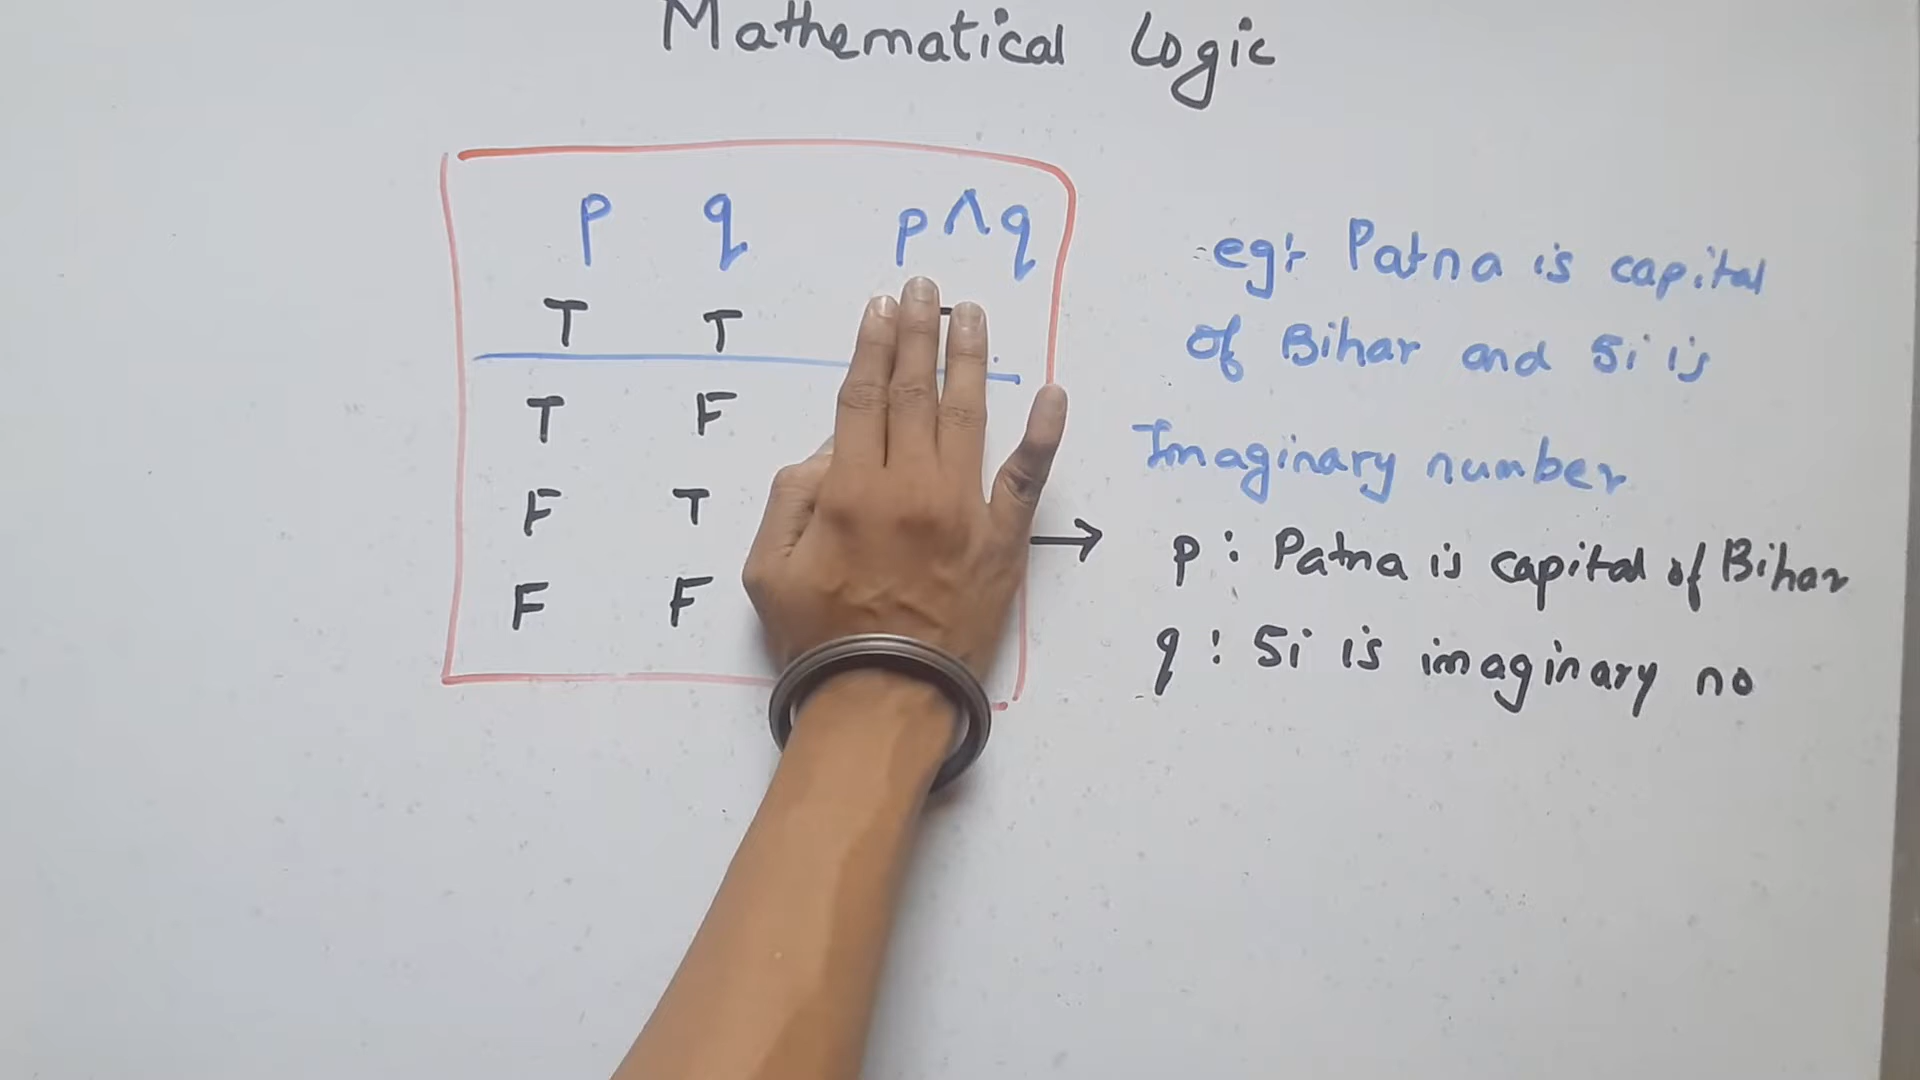 Mathematical Logic
p q p ∧ q
T T
T F
F T
F F
eg: Patna is capital
of Bihar and 5i is
Imaginary number
→ p : Patna is capital of Bihar
q : 5i is imaginary no